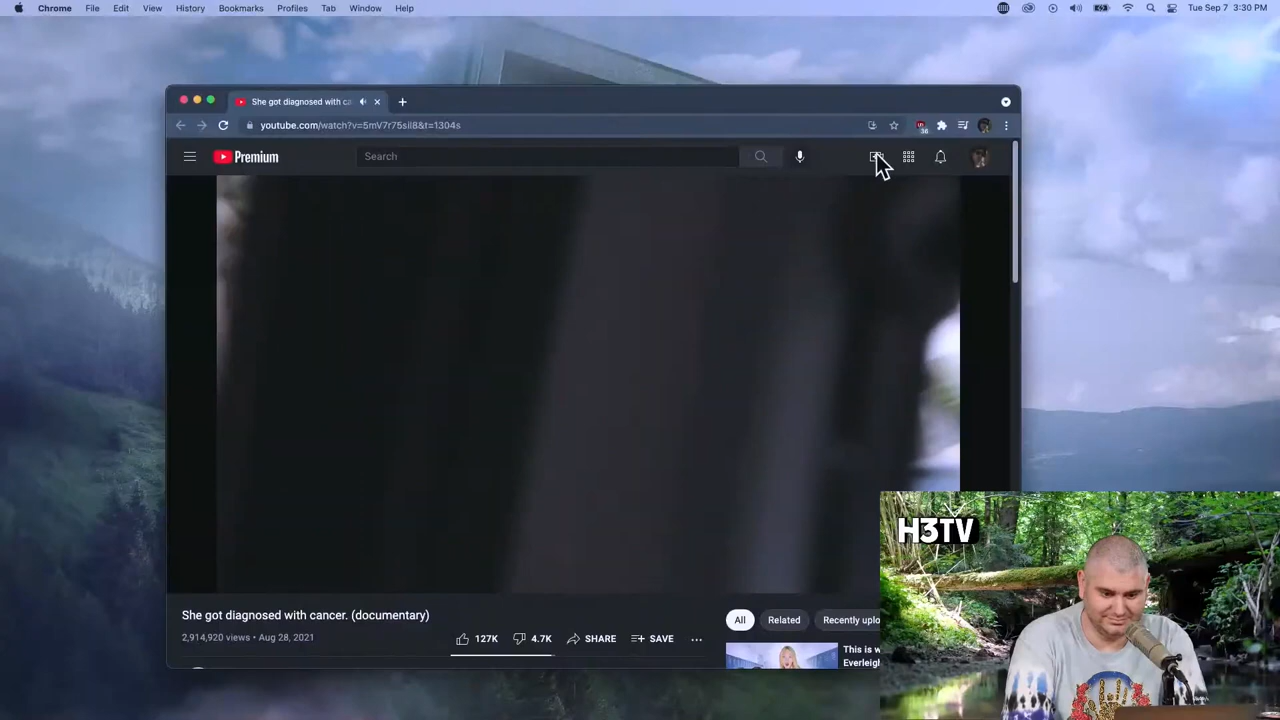 Chrome File Edit View History Bookmarks Profiles Tab Window Help Tue Sep 7 3:30 PM
She got diagnosed with ca
youtube.com/watch?v=5mV7r75sil8&t=1304s
36
Premium
Search
H3TV
She got diagnosed with cancer. (documentary)
2,914,920 views • Aug 28, 2021
127K 4.7K SHARE SAVE
All Related Recently uplo
This is w
Everleigh